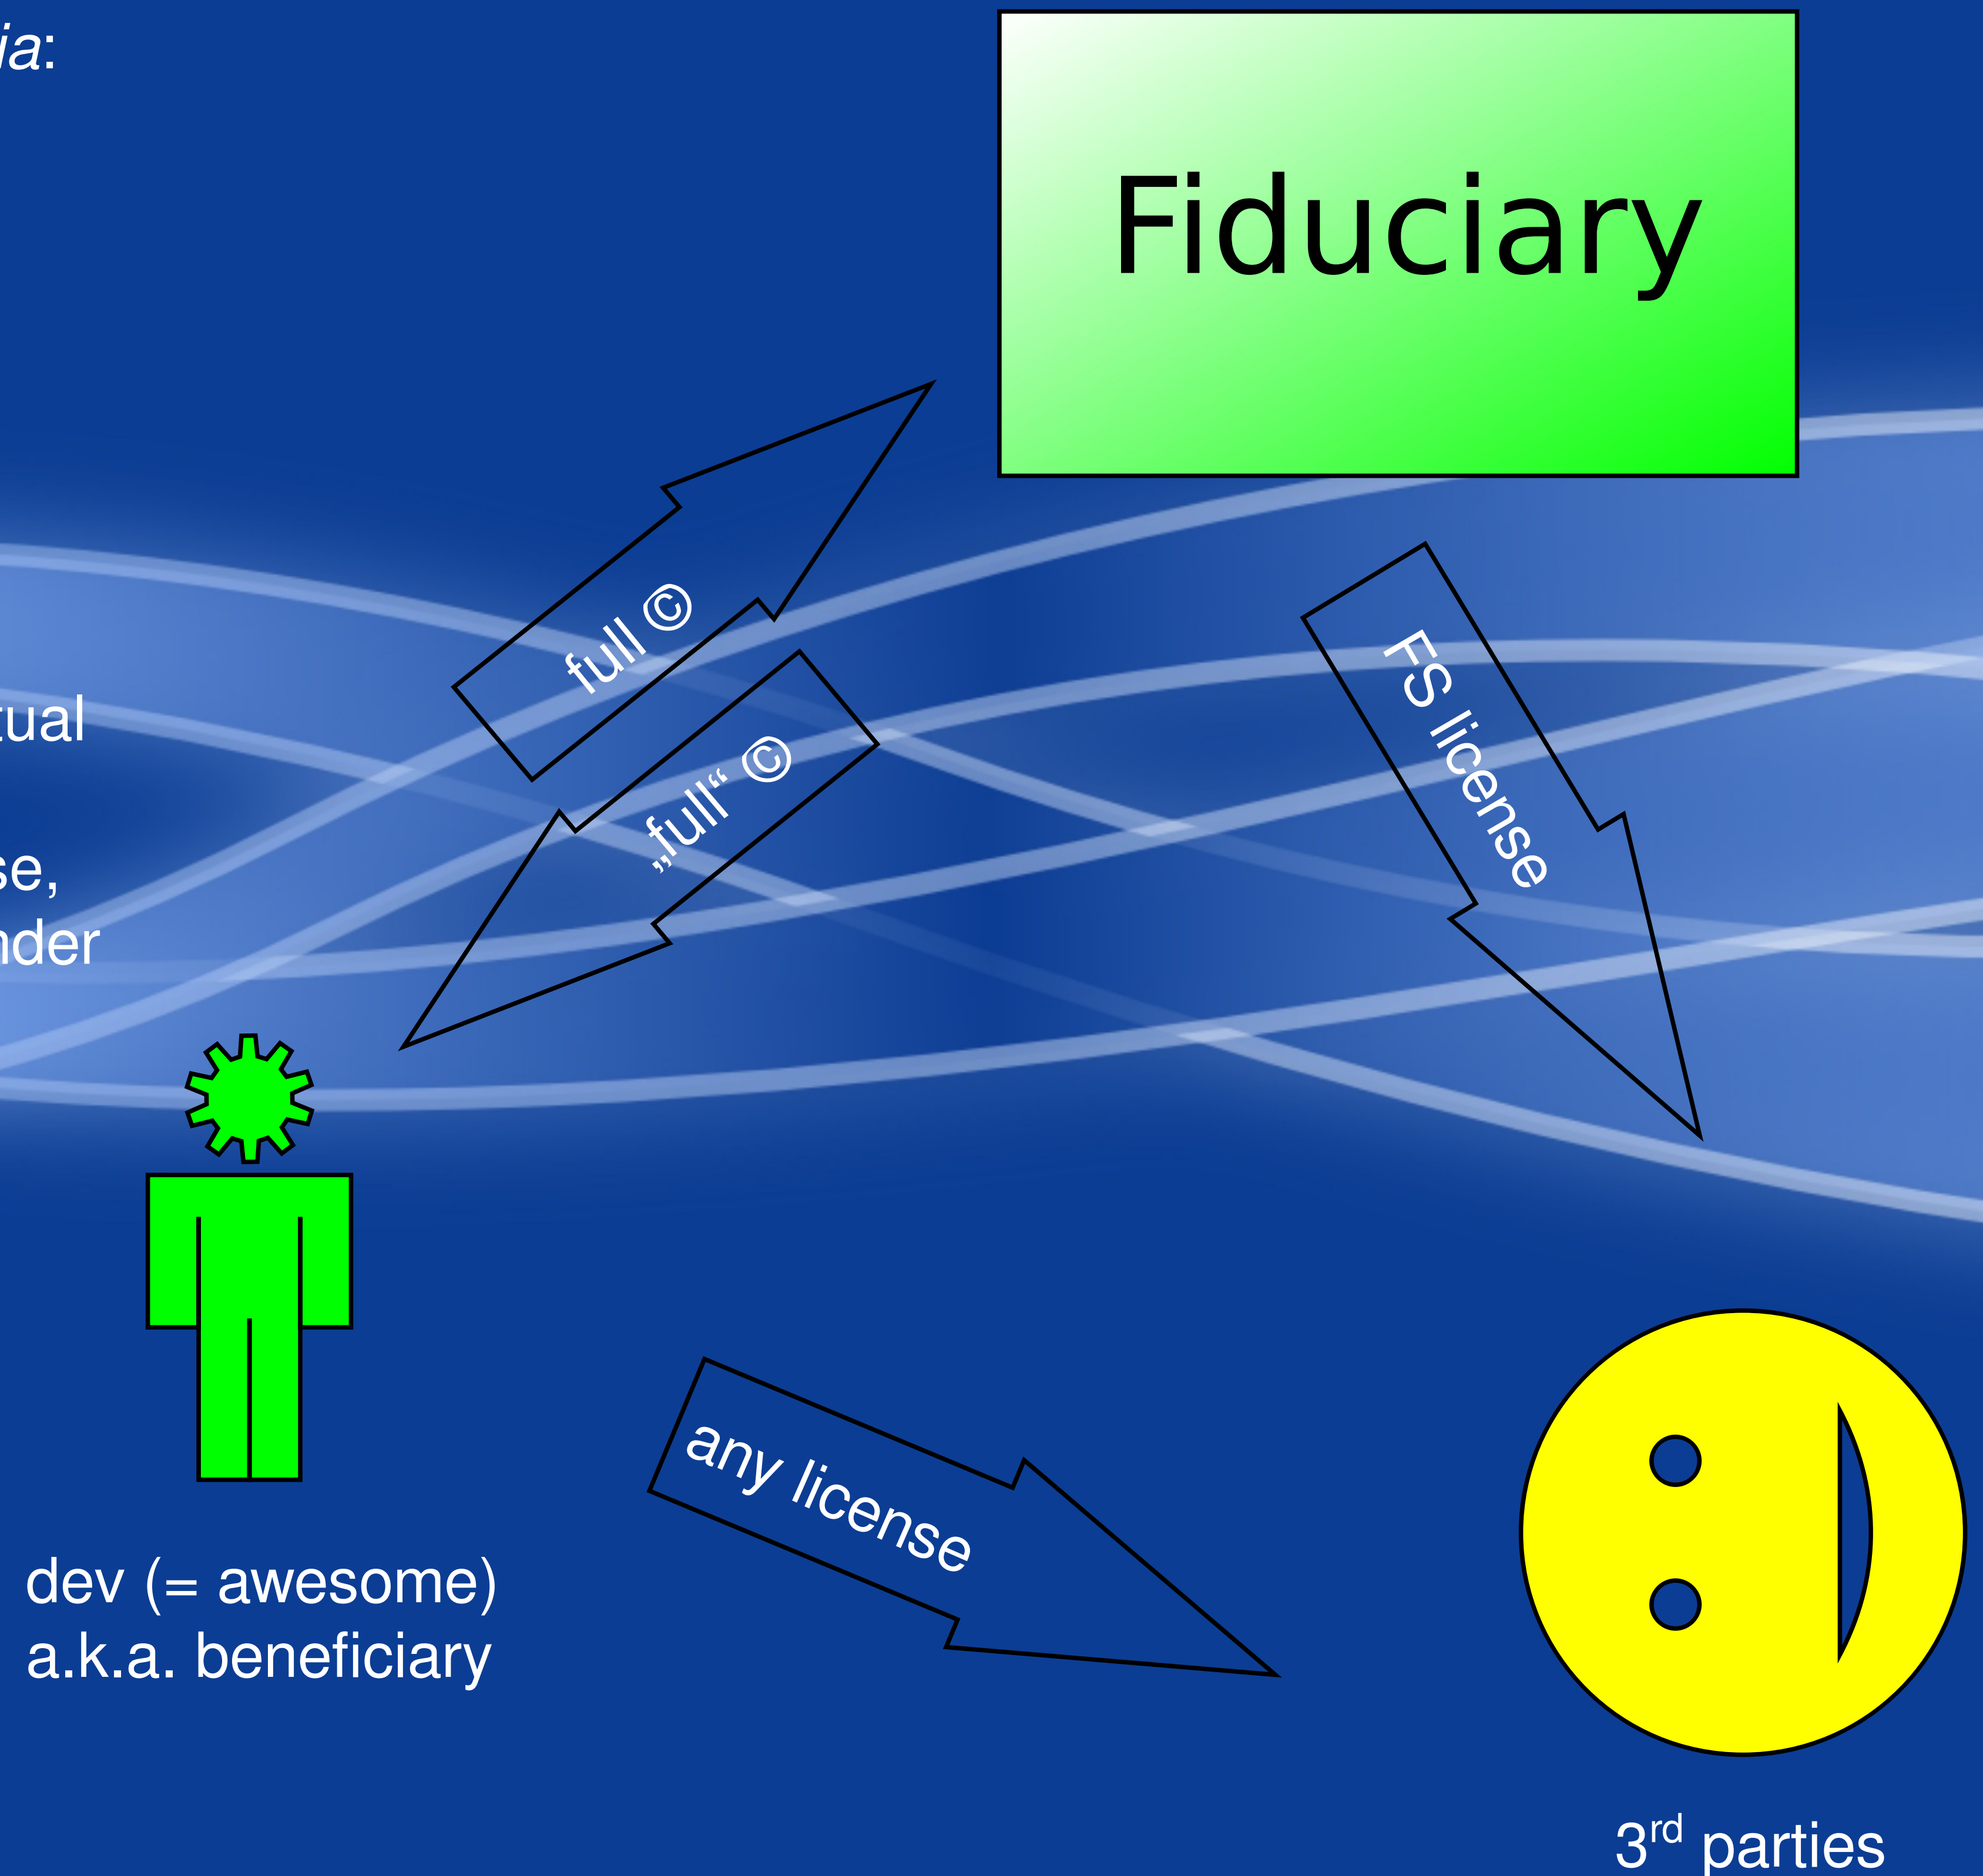 ia:
Fiduciary
full ©
„full“ ©
FS license
tual
se,
nder
any license
dev (= awesome)
a.k.a. beneficiary
3rd parties